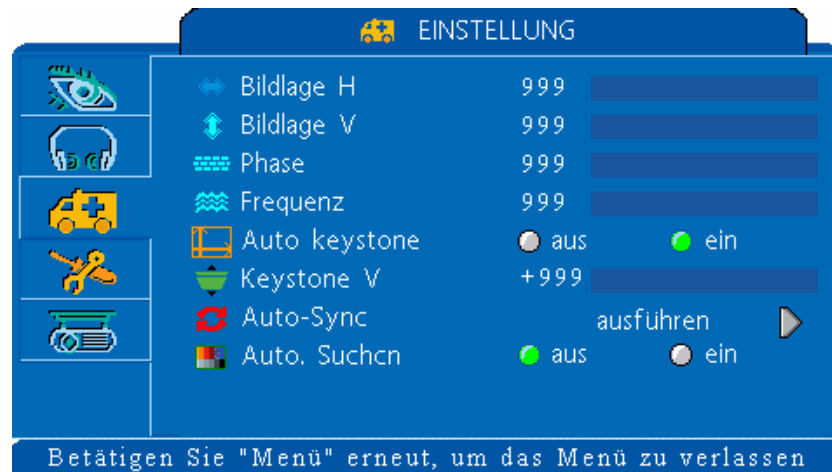 EINSTELLUNG
Bildlage H 999
Bildlage V 999
Phase 999
Frequenz 999
Auto keystone aus ein
Keystone V +999
Auto-Sync ausführen
Auto. Suchcn aus ein
Betätigen Sie "Menü" erneut, um das Menü zu verlassen